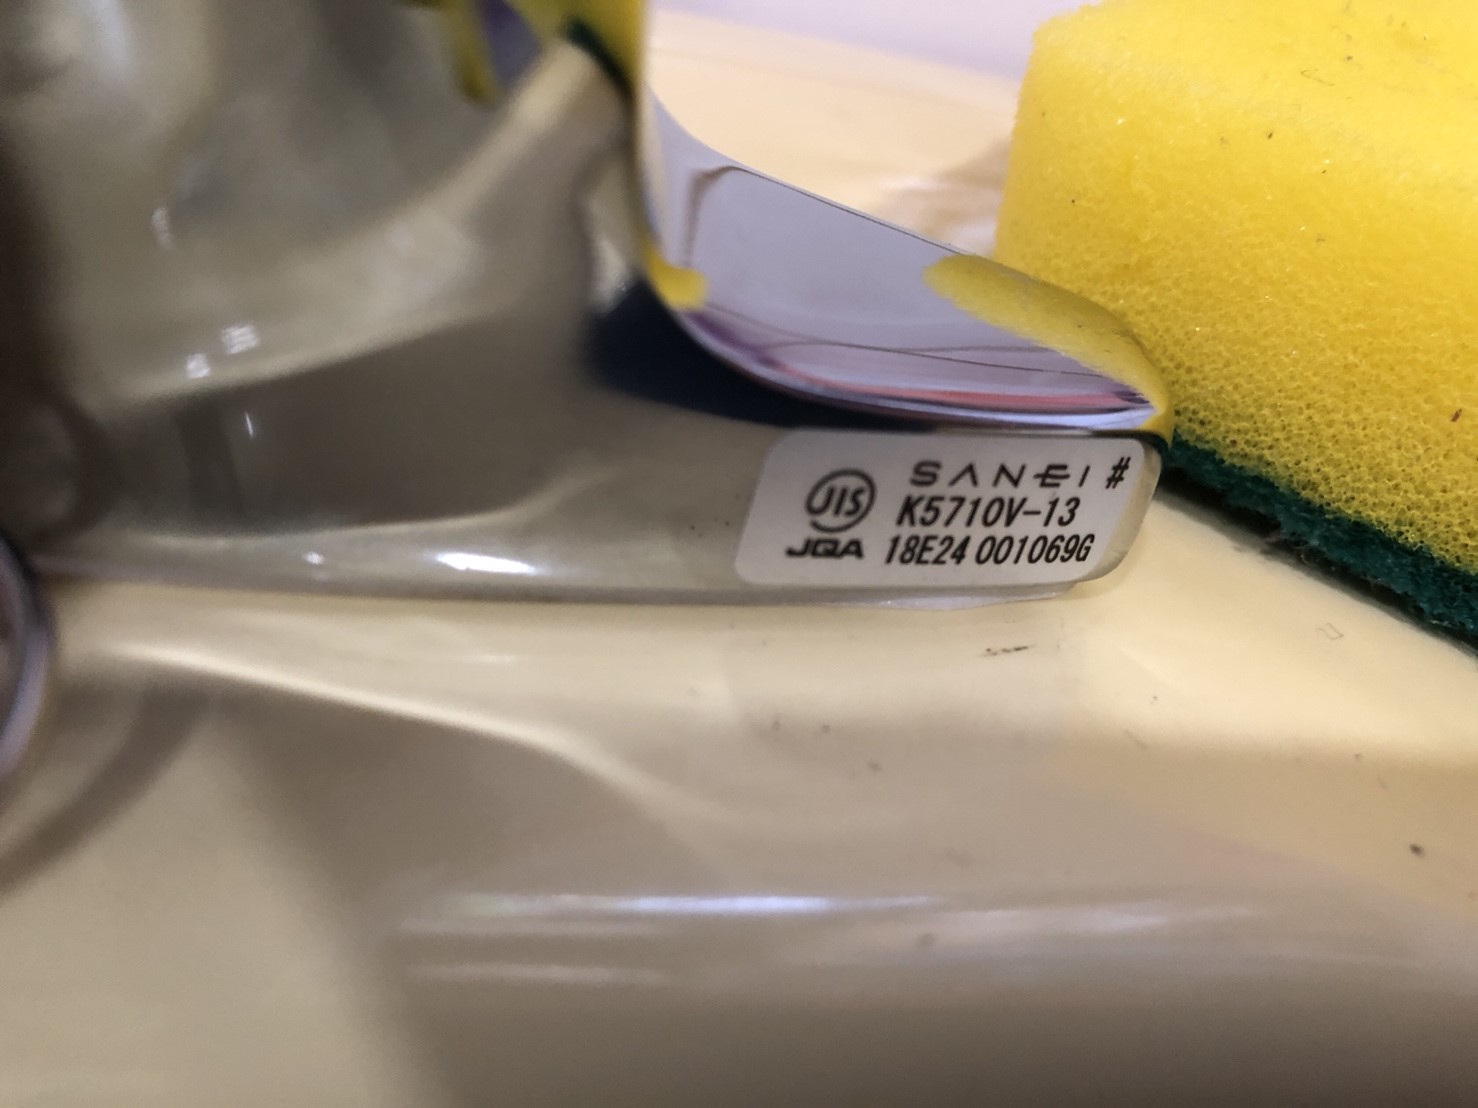 SANEI #
JIS K5710V-13
JQA 18E24 001069G